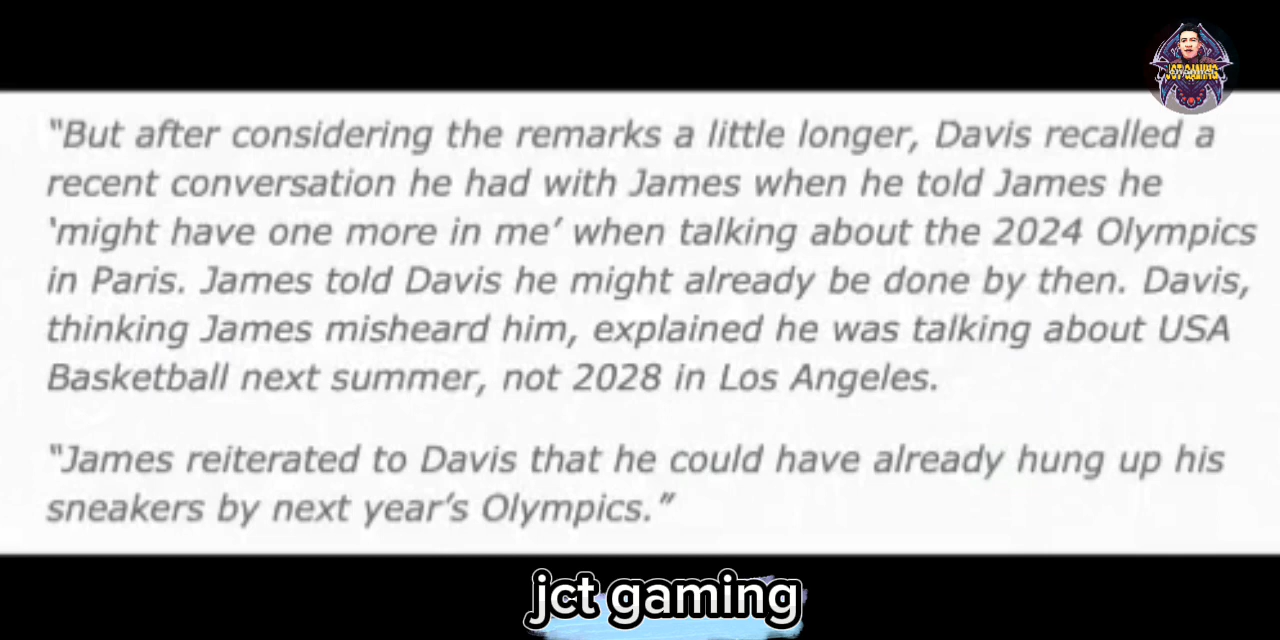 JCT GAMING
“But after considering the remarks a little longer, Davis recalled a
recent conversation he had with James when he told James he
‘might have one more in me’ when talking about the 2024 Olympics
in Paris. James told Davis he might already be done by then. Davis,
thinking James misheard him, explained he was talking about USA
Basketball next summer, not 2028 in Los Angeles.
“James reiterated to Davis that he could have already hung up his
sneakers by next year’s Olympics.”
jct gaming